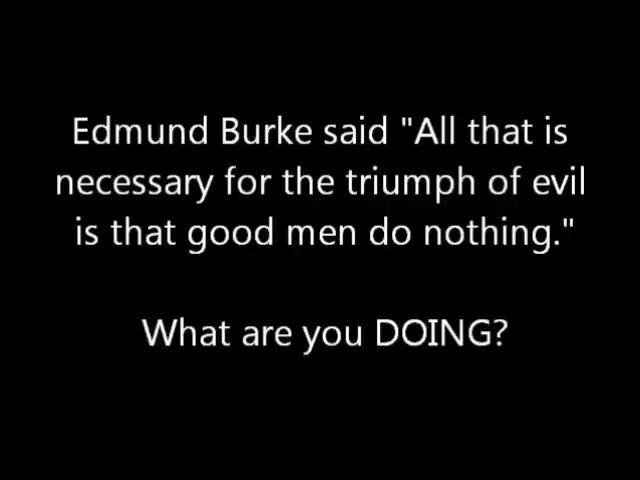 Edmund Burke said "All that is
necessary for the triumph of evil
is that good men do nothing."
What are you DOING?